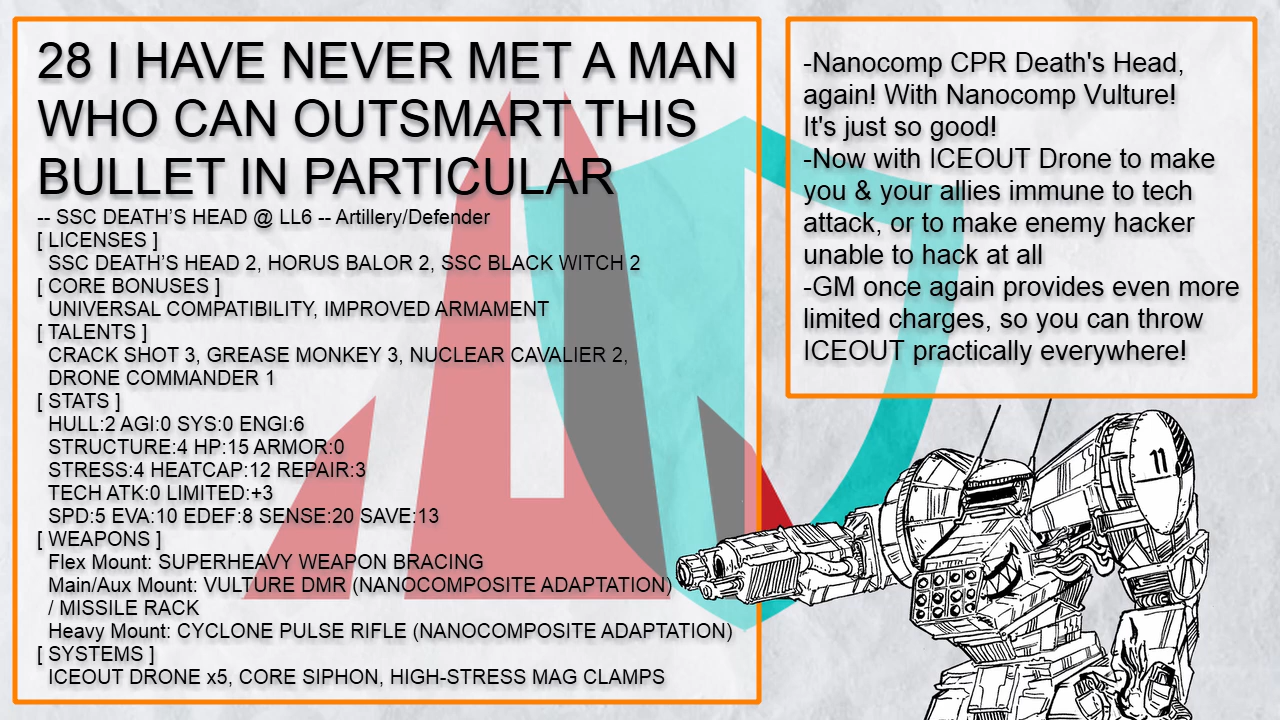 28 I HAVE NEVER MET A MAN
WHO CAN OUTSMART THIS
BULLET IN PARTICULAR
-- SSC DEATH'S HEAD @ LL6 -- Artillery/Defender
[ LICENSES ]
SSC DEATH'S HEAD 2, HORUS BALOR 2, SSC BLACK WITCH 2
[ CORE BONUSES ]
UNIVERSAL COMPATIBILITY, IMPROVED ARMAMENT
[ TALENTS ]
CRACK SHOT 3, GREASE MONKEY 3, NUCLEAR CAVALIER 2,
DRONE COMMANDER 1
[ STATS ]
HULL:2 AGI:0 SYS:0 ENGI:6
STRUCTURE:4 HP:15 ARMOR:0
STRESS:4 HEATCAP:12 REPAIR:3
TECH ATK:0 LIMITED:+3
SPD:5 EVA:10 EDEF:8 SENSE:20 SAVE:13
[ WEAPONS ]
Flex Mount: SUPERHEAVY WEAPON BRACING
Main/Aux Mount: VULTURE DMR (NANOCOMPOSITE ADAPTATION)
/ MISSILE RACK
Heavy Mount: CYCLONE PULSE RIFLE (NANOCOMPOSITE ADAPTATION)
[ SYSTEMS ]
ICEOUT DRONE x5, CORE SIPHON, HIGH-STRESS MAG CLAMPS
-Nanocomp CPR Death's Head,
again! With Nanocomp Vulture!
It's just so good!
-Now with ICEOUT Drone to make
you & your allies immune to tech
attack, or to make enemy hacker
unable to hack at all
-GM once again provides even more
limited charges, so you can throw
ICEOUT practically everywhere!
11